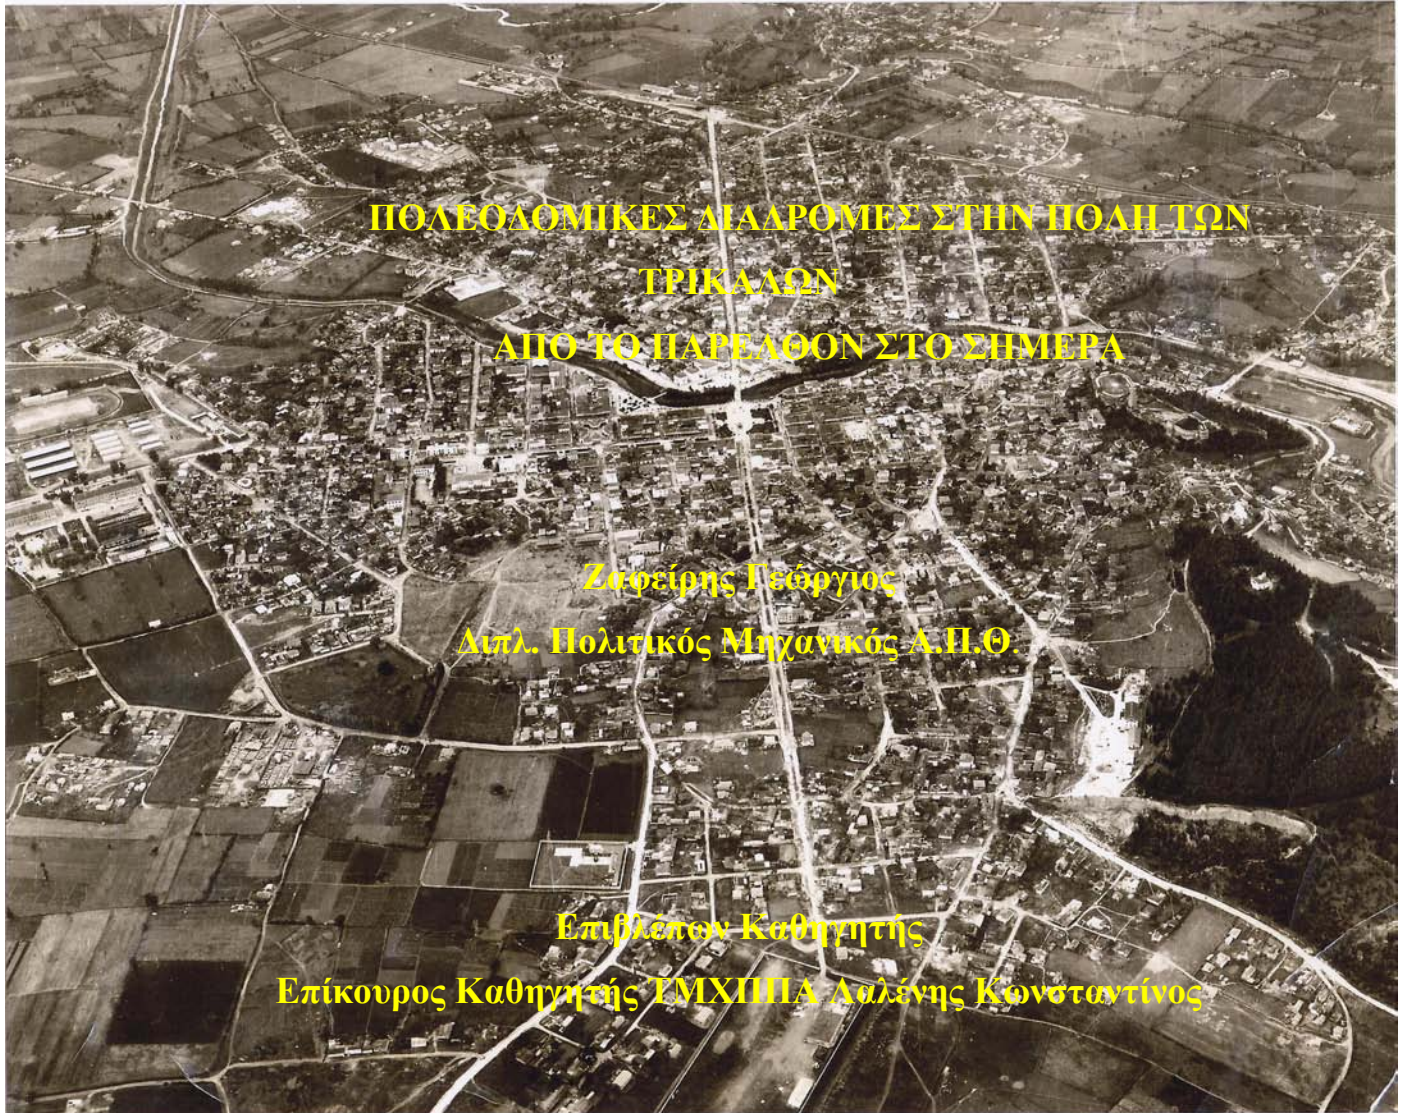 ΠΟΛΕΟΔΟΜΙΚΕΣ ΔΙΑΔΡΟΜΕΣ ΣΤΗΝ ΠΟΛΗ ΤΩΝ
ΤΡΙΚΑΛΩΝ
ΑΠΟ ΤΟ ΠΑΡΕΛΘΟΝ ΣΤΟ ΣΗΜΕΡΑ
Ζαφείρης Γεώργιος
Διπλ. Πολιτικός Μηχανικός Α.Π.Θ.
Επιβλέπων Καθηγητής
Επίκουρος Καθηγητής ΤΜΧΠΠΑ Λαλένης Κωνσταντίνος